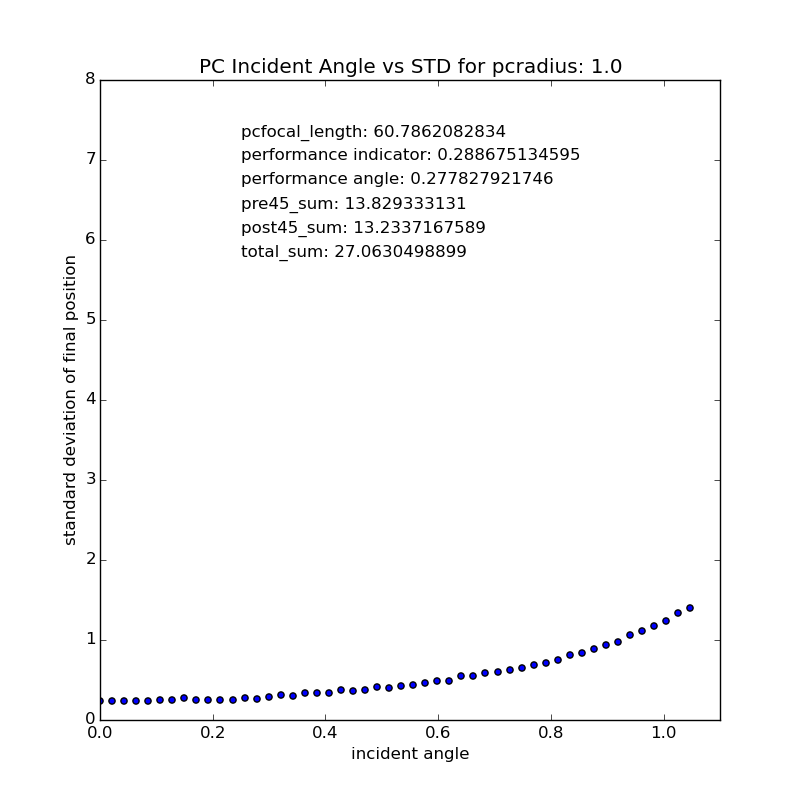 PC Incident Angle vs STD for pcradius: 1.0
8
pcfocal_length: 60.7862082834
performance indicator: 0.288675134595
7
performance angle: 0.277827921746
pre45_sum: 13.829333131
post45_sum: 13.2337167589
6
total_sum: 27.0630498899
5
4
3
2
1
0
standard deviation of final position
0.0 0.2 0.4 0.6 0.8 1.0
incident angle